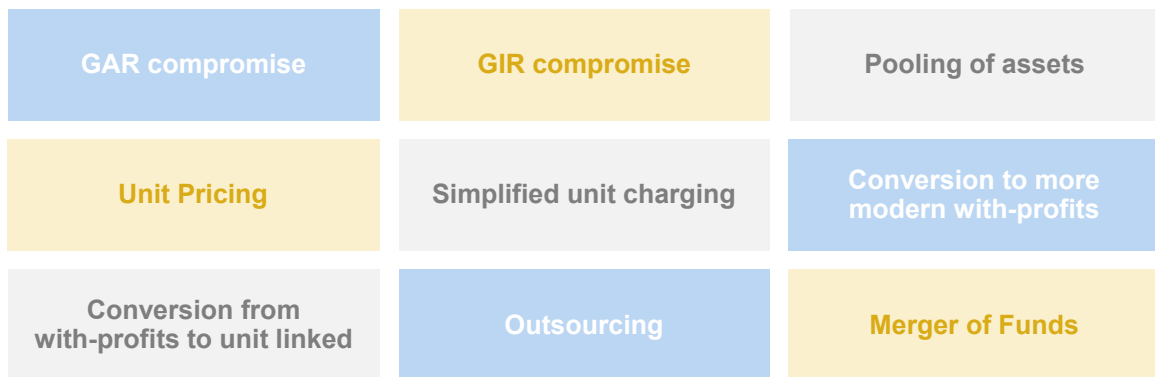 GAR compromise
GIR compromise
Pooling of assets
Unit Pricing
Simplified unit charging
Conversion to more
modern with-profits
Conversion from
with-profits to unit linked
Outsourcing
Merger of Funds